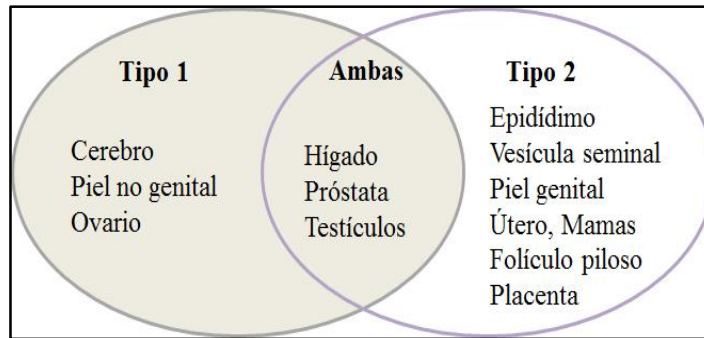 Tipo 1
Cerebro
Piel no genital
Ovario
Ambas
Hígado
Próstata
Testículos
Tipo 2
Epidídimo
Vesícula seminal
Piel genital
Útero, Mamas
Folículo piloso
Placenta